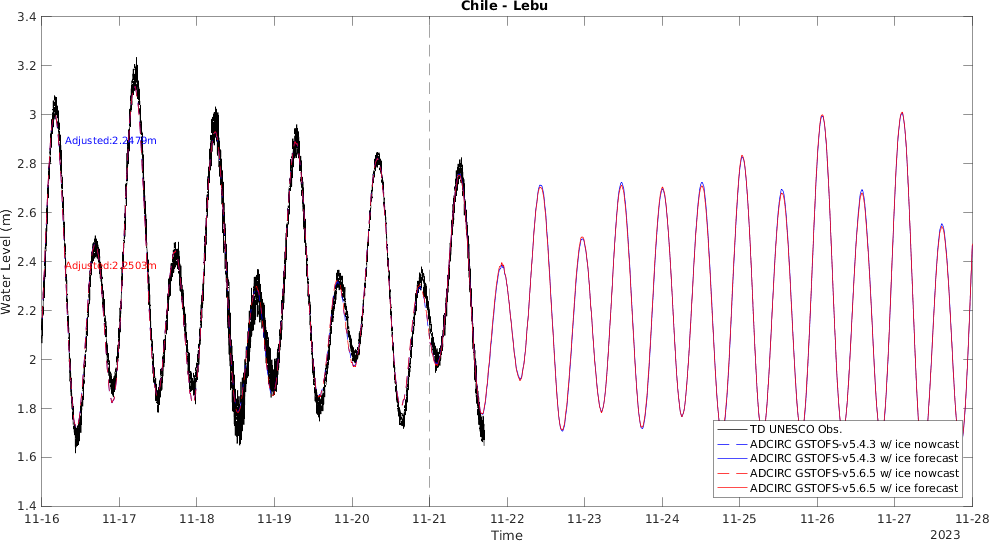 Chile - Lebu
3.4
3.2
3
2.8
2.6
2.4
2.2
2
1.8
1.6
1.4
Water Level (m)
Adjusted:2.2479m
Adjusted:2.2503m
TD UNESCO Obs.
ADCIRC GSTOFS-v5.4.3 w/ ice nowcast
ADCIRC GSTOFS-v5.4.3 w/ ice forecast
ADCIRC GSTOFS-v5.6.5 w/ ice nowcast
ADCIRC GSTOFS-v5.6.5 w/ ice forecast
11-16 11-17 11-18 11-19 11-20 11-21 11-22 11-23 11-24 11-25 11-26 11-27 11-28
Time
2023